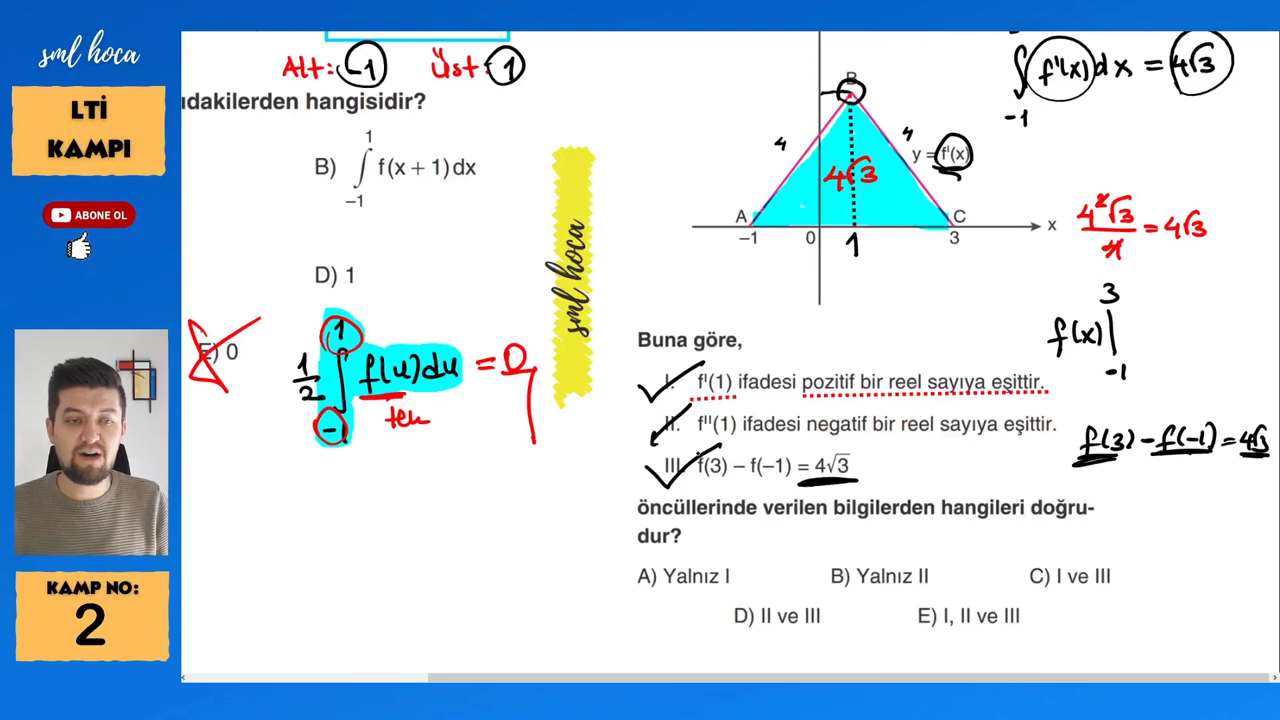 sml hoca
LTİ
KAMPI
ABONE OL
KAMP NO:
2
Alt: -1 Üst: 1
ıdakilerden hangisidir?
B) ∫ 1 -1 f(x + 1) dx
D) 1
E) 0
1/2 ∫ 1 -1 f(u)du = 0
tek
sml hoca
∫ -1 f'(x)dx = 4√3
B
4
4
y = f'(x)
4√3
A
C
x
-1
0
1
3
4²√3 / 4 = 4√3
f(x) | 3 -1
f(3) - f(-1) = 4√3
Buna göre,
I. f'(1) ifadesi pozitif bir reel sayıya eşittir.
II. f''(1) ifadesi negatif bir reel sayıya eşittir.
III. f(3) – f(–1) = 4√3
öncüllerinde verilen bilgilerden hangileri doğru-
dur?
A) Yalnız I B) Yalnız II C) I ve III
D) II ve III E) I, II ve III